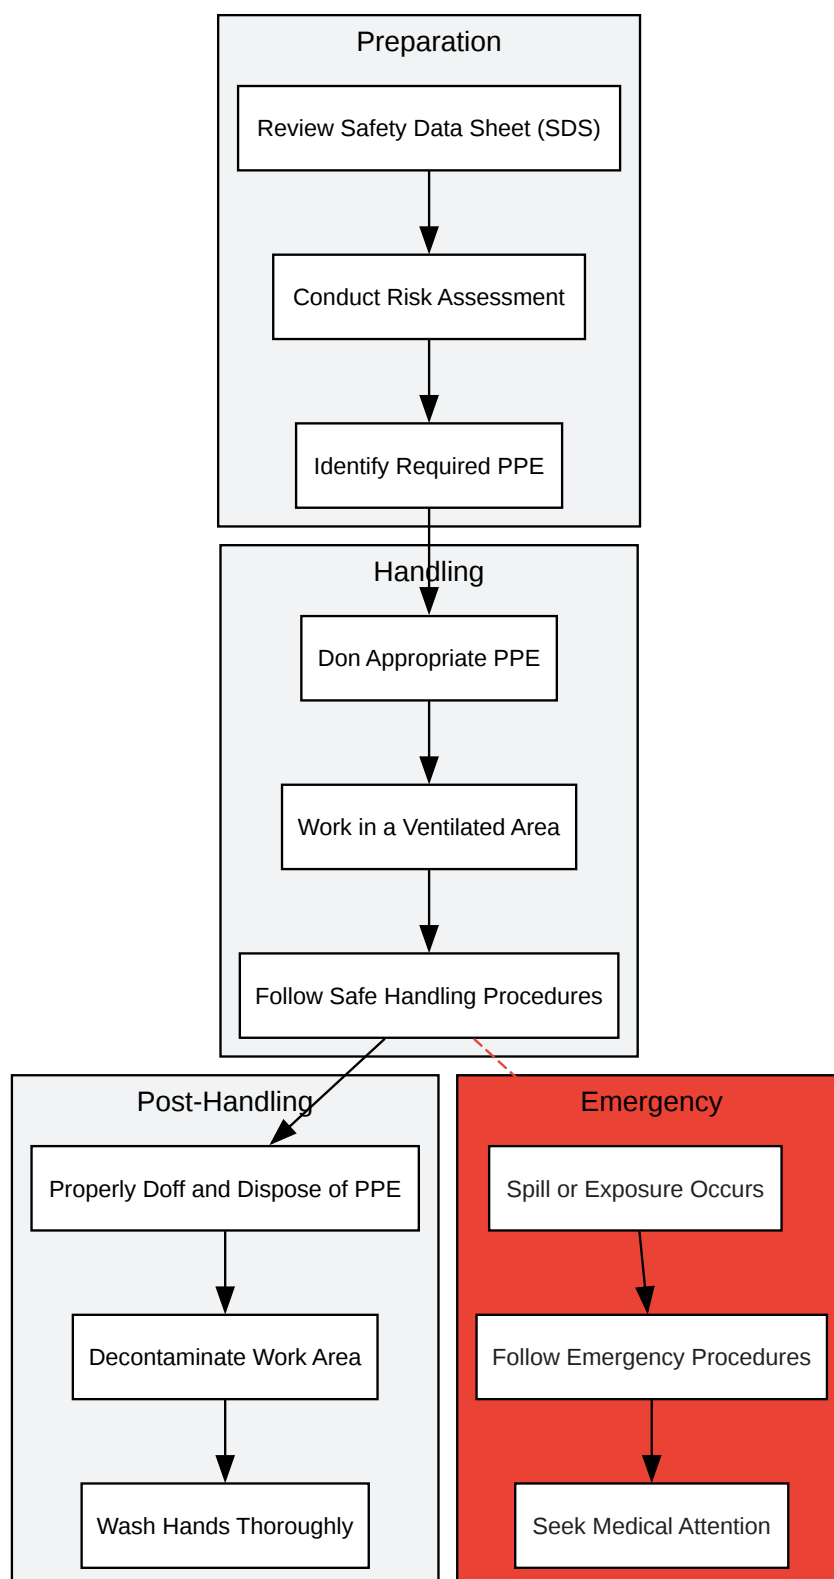 Preparation
Review Safety Data Sheet (SDS)
Conduct Risk Assessment
Identify Required PPE
Handling
Don Appropriate PPE
Work in a Ventilated Area
Follow Safe Handling Procedures
Post-Handling
Properly Doff and Dispose of PPE
Decontaminate Work Area
Wash Hands Thoroughly
Emergency
Spill or Exposure Occurs
Follow Emergency Procedures
Seek Medical Attention